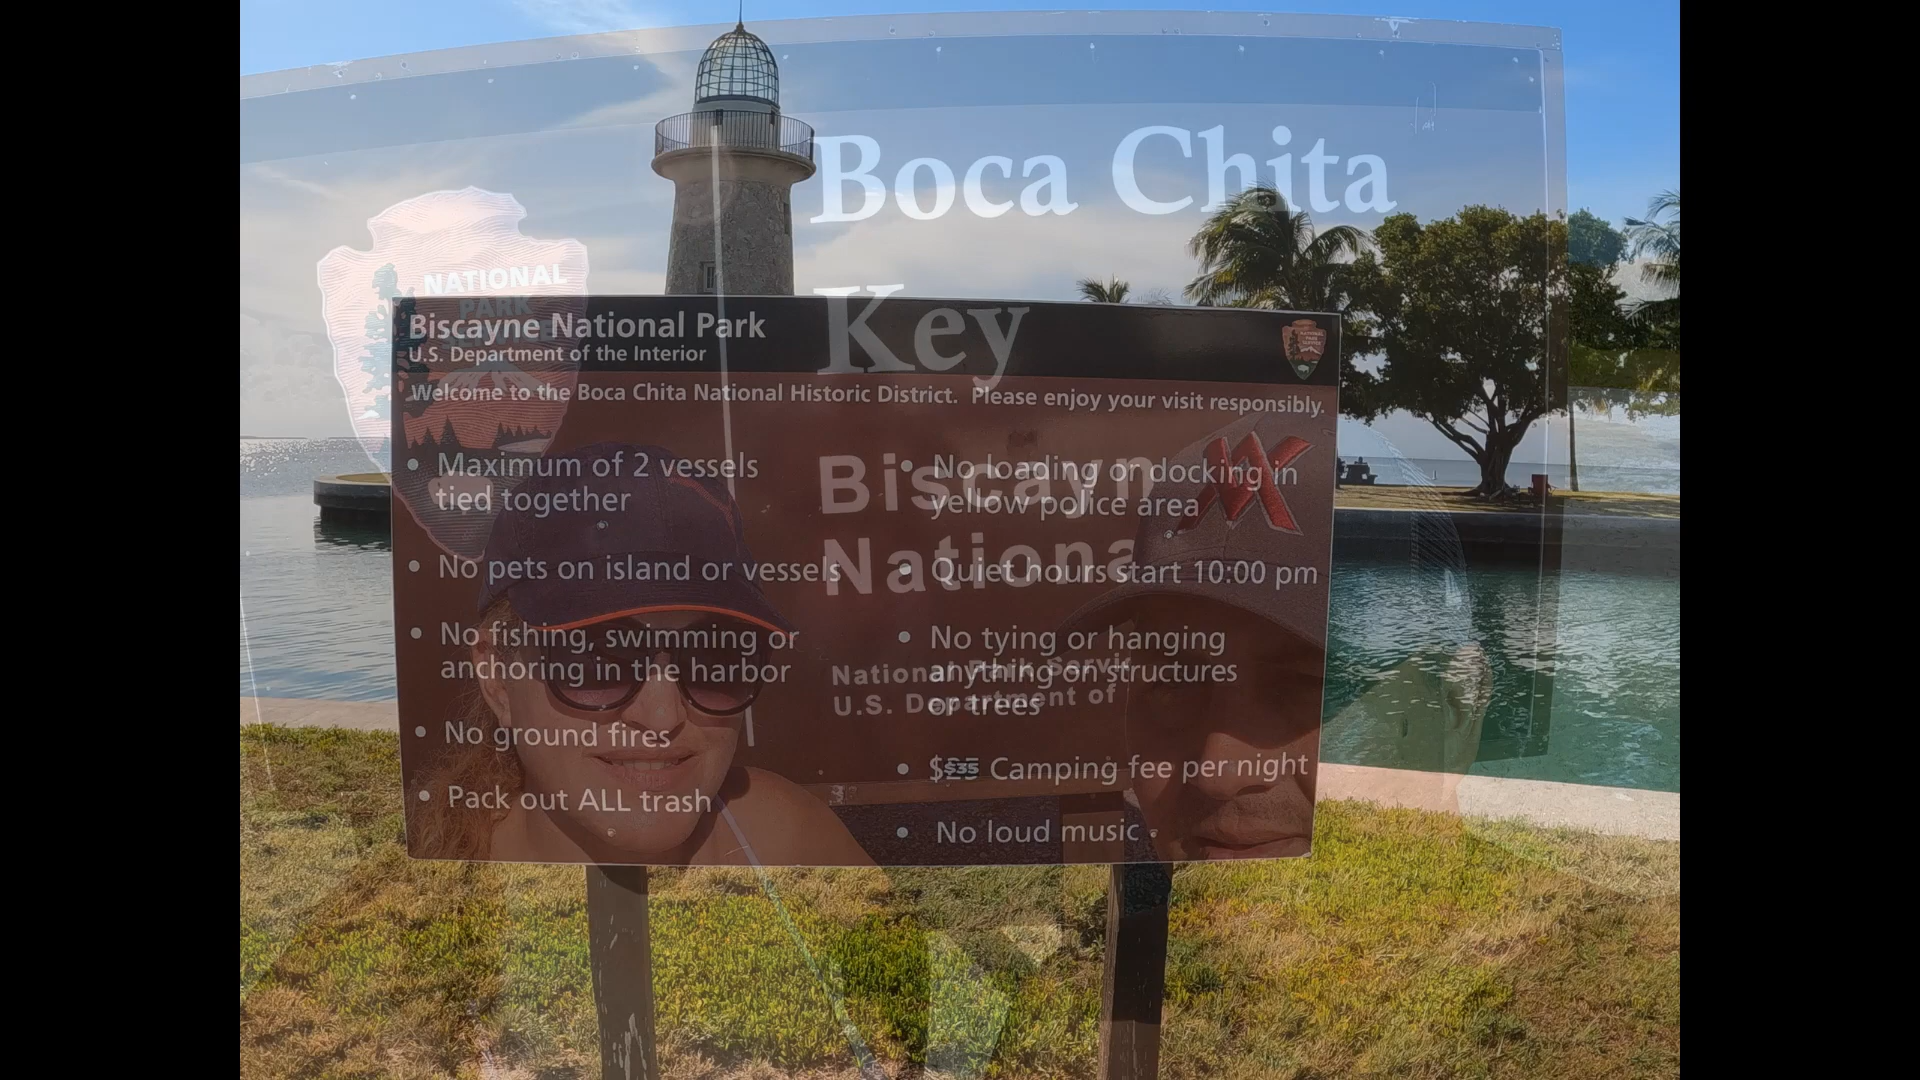 Boca Chita
Key
NATIONAL
PARK
Biscayne National Park
U.S. Department of the Interior
Welcome to the Boca Chita National Historic District. Please enjoy your visit responsibly.
• Maximum of 2 vessels
tied together
• No pets on island or vessels
• No fishing, swimming or
anchoring in the harbor
• No ground fires
• Pack out ALL trash
• No loading or docking in
yellow police area
• Quiet hours start 10:00 pm
• No tying or hanging
anything on structures
or trees
• $35 Camping fee per night
• No loud music
Biscayn
Nationa
National Park Servi
U.S. Department of